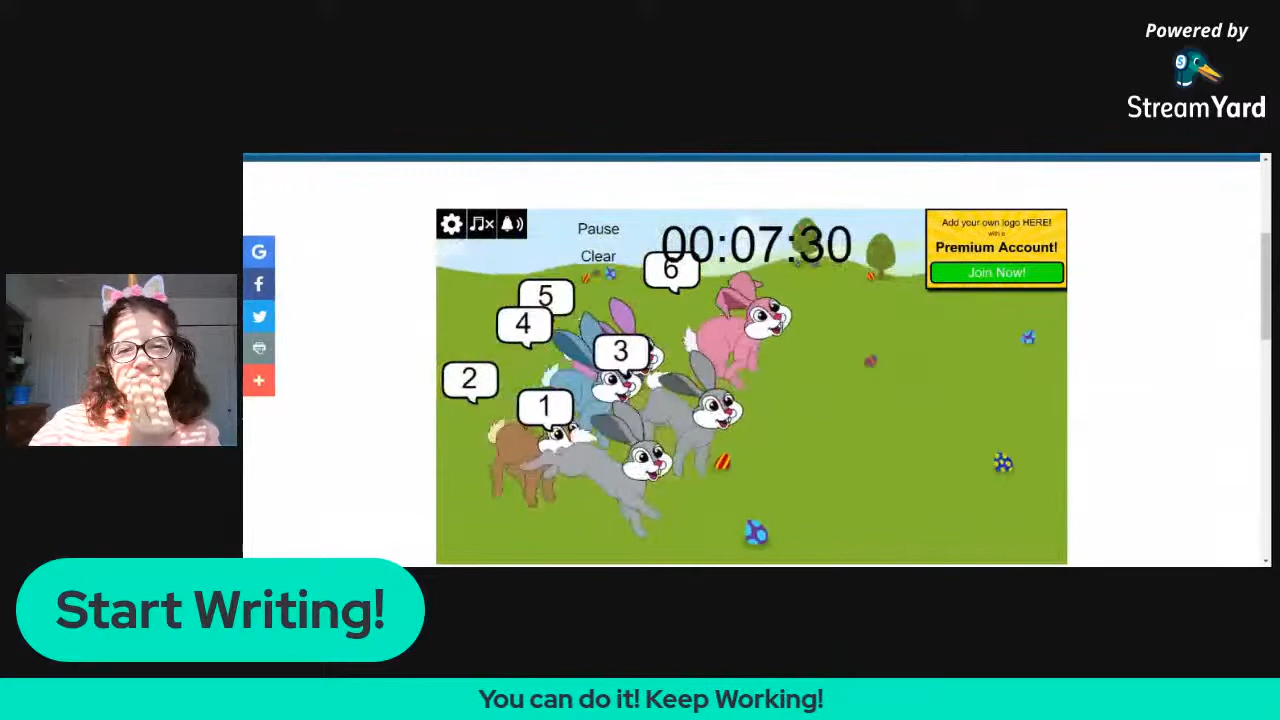 Powered by
StreamYard
Pause
Clear
00:07:30
Add your own logo HERE!
with a
Premium Account!
Join Now!
6
5
4
3
2
1
G
f
Start Writing!
You can do it! Keep Working!